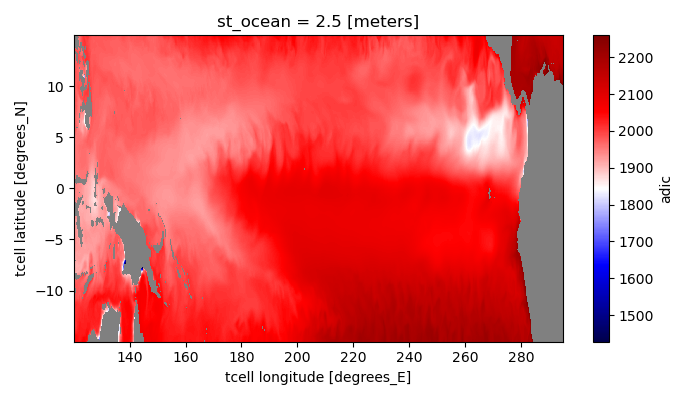 st_ocean = 2.5 [meters]
tcell latitude [degrees_N]
10
5
0
−5
−10
140 160 180 200 220 240 260 280
tcell longitude [degrees_E]
2200
2100
2000
1900
1800
1700
1600
1500
adic